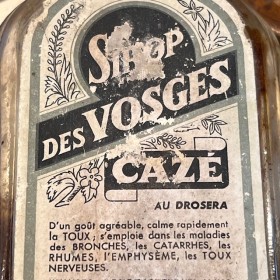 SIROP
DES VOSGES
CAZÉ
AU DROSERA
D'un goût agréable, calme rapidement
la TOUX; s'emploie dans les maladies
des BRONCHES, les CATARRHES, les
RHUMES, l'EMPHYSÈME, les TOUX
NERVEUSES.